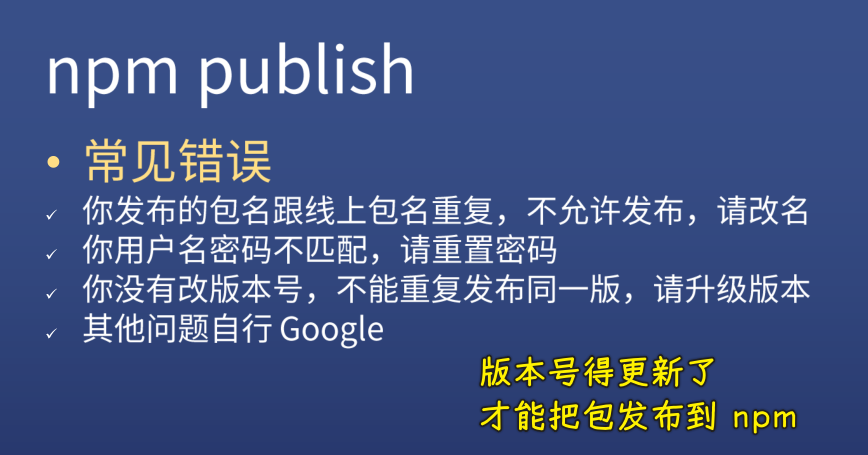 npm publish
• 常见错误
✓ 你发布的包名跟线上包名重复，不允许发布，请改名
✓ 你用户名密码不匹配，请重置密码
✓ 你没有改版本号，不能重复发布同一版，请升级版本
✓ 其他问题自行 Google
版本号得更新了
才能把包发布到 npm